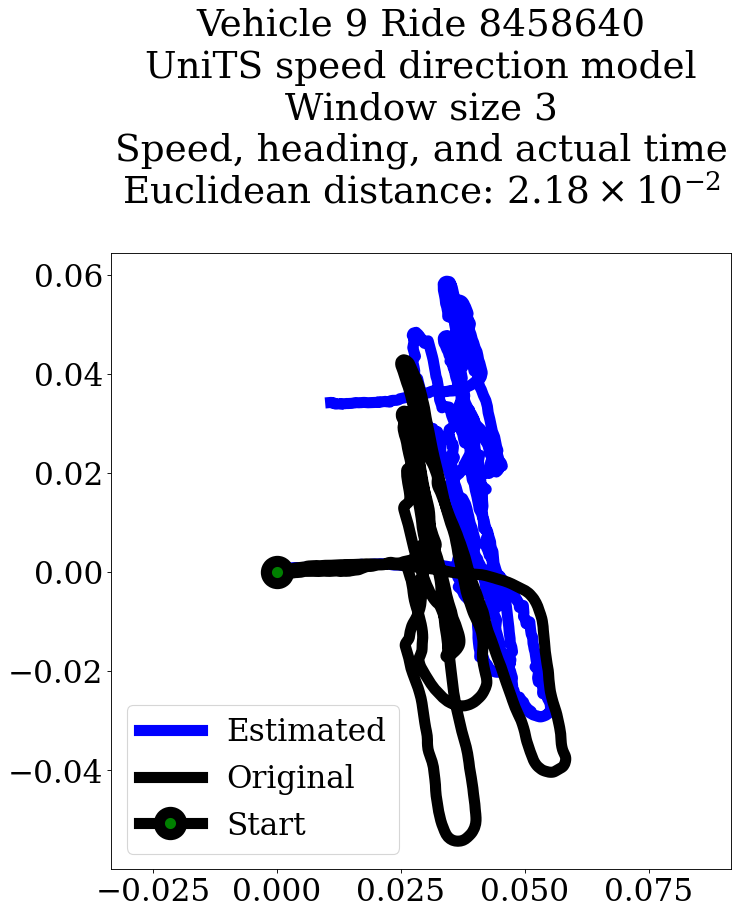 Vehicle 9 Ride 8458640
UniTS speed direction model
Window size 3
Speed, heading, and actual time
Euclidean distance: 2.18 × 10⁻²
0.06
0.04
0.02
0.00
−0.02
−0.04
Estimated
Original
Start
−0.025 0.000 0.025 0.050 0.075